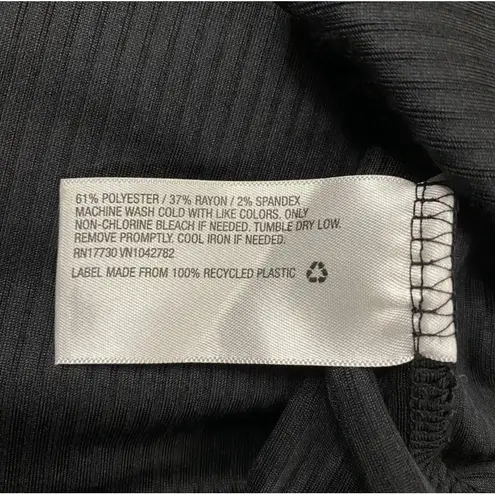 61% POLYESTER / 37% RAYON / 2% SPANDEX
MACHINE WASH COLD WITH LIKE COLORS. ONLY
NON-CHLORINE BLEACH IF NEEDED. TUMBLE DRY LOW.
REMOVE PROMPTLY. COOL IRON IF NEEDED.
RN17730 VN1042782
LABEL MADE FROM 100% RECYCLED PLASTIC